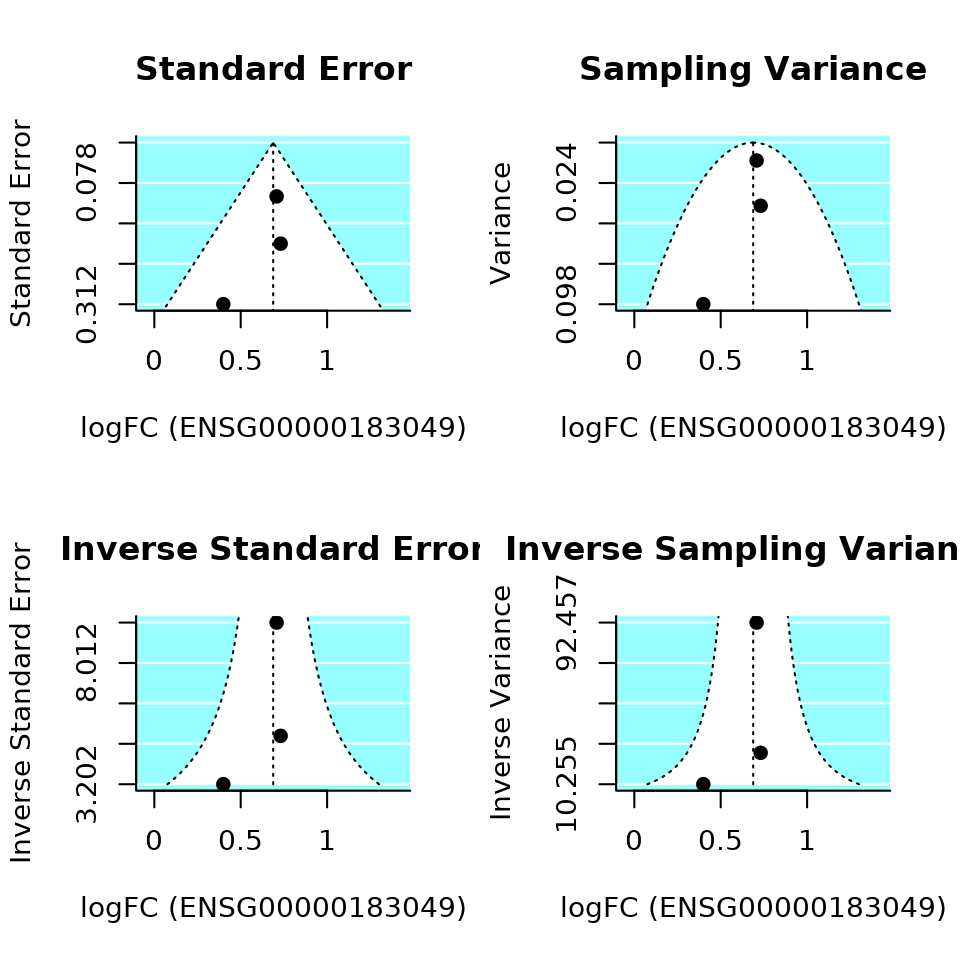 Standard Error
Standard Error
0.078
0.312
0 0.5 1
logFC (ENSG00000183049)
Sampling Variance
Variance
0.024
0.098
0 0.5 1
logFC (ENSG00000183049)
Inverse Standard Error
Inverse Standard Error
8.012
3.202
0 0.5 1
logFC (ENSG00000183049)
Inverse Sampling Varian
Inverse Variance
92.457
10.255
0 0.5 1
logFC (ENSG00000183049)